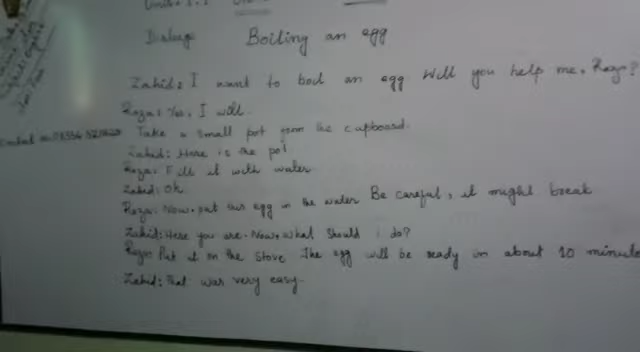 Dialogue Boiling an egg
Zahid: I want to boil an egg Will you help me, Raza?
Raza: Yes, I will.
Take a small pot from the cupboard.
Zahid: Here is the pot
Raza: Fill it with water
Zahid: Ok
Raza: Now, put this egg in the water Be careful, it might break
Zahid: Here you are. Now, what should I do?
Raza: Put it on the stove The egg will be ready in about 10 minute
Zahid: That was very easy.